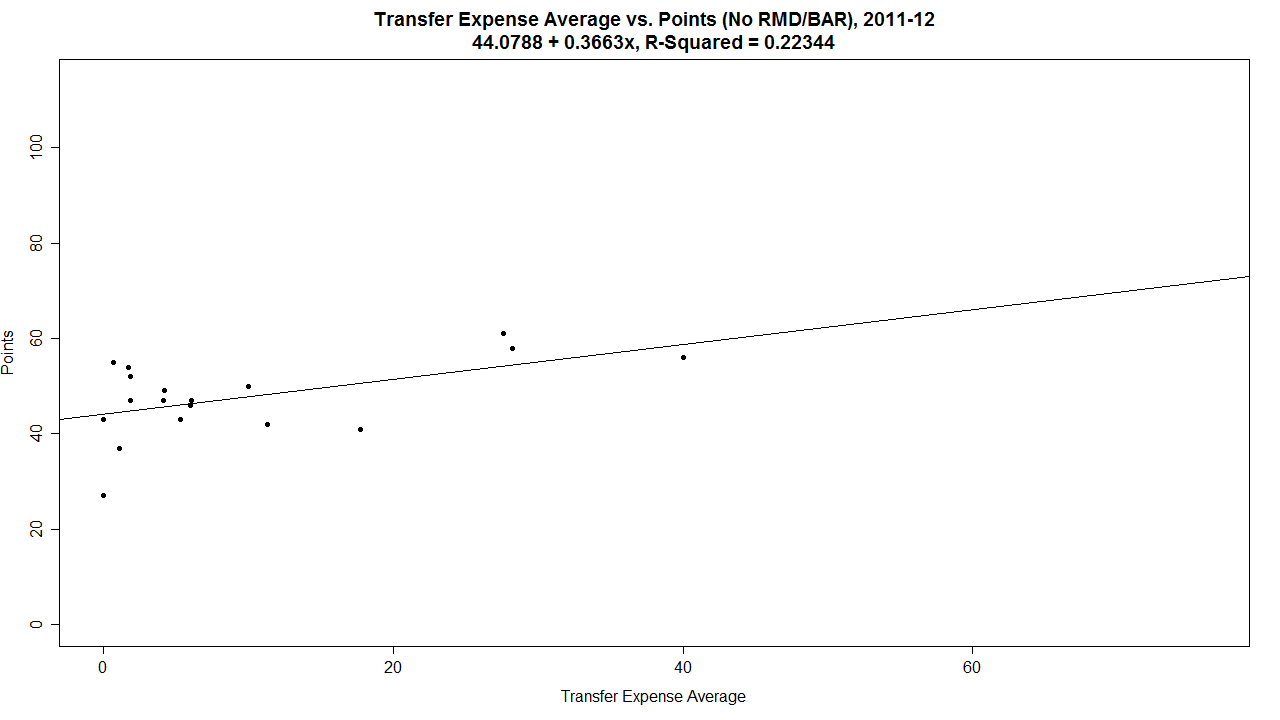 Transfer Expense Average vs. Points (No RMD/BAR), 2011-12
44.0788 + 0.3663x, R-Squared = 0.22344
Points
100
80
60
40
20
0
0 20 40 60
Transfer Expense Average